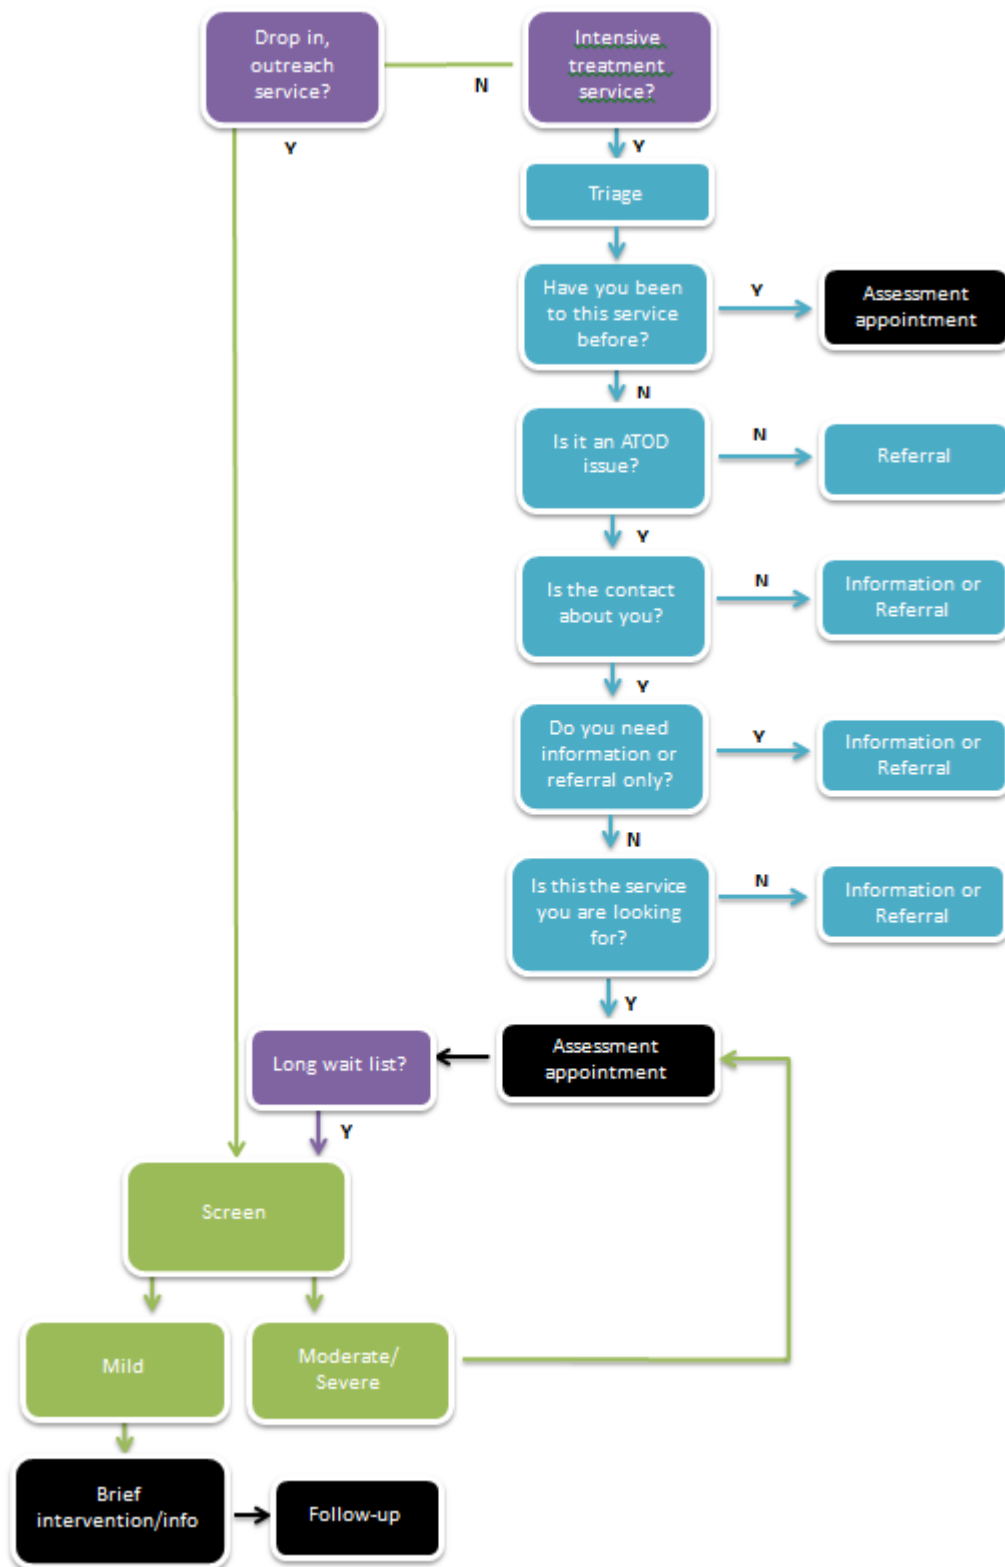 Drop in,
outreach
service?
N
Intensive
treatment
service?
Y
Y
Triage
Have you been
to this service
before?
Y
Assessment
appointment
N
Is it an ATOD
issue?
N
Referral
Y
Is the contact
about you?
N
Information or
Referral
Y
Do you need
information or
referral only?
Y
Information or
Referral
N
Is this the service
you are looking
for?
N
Information or
Referral
Y
Long wait list?
Assessment
appointment
Y
Screen
Mild
Moderate/
Severe
Brief
intervention/info
Follow-up